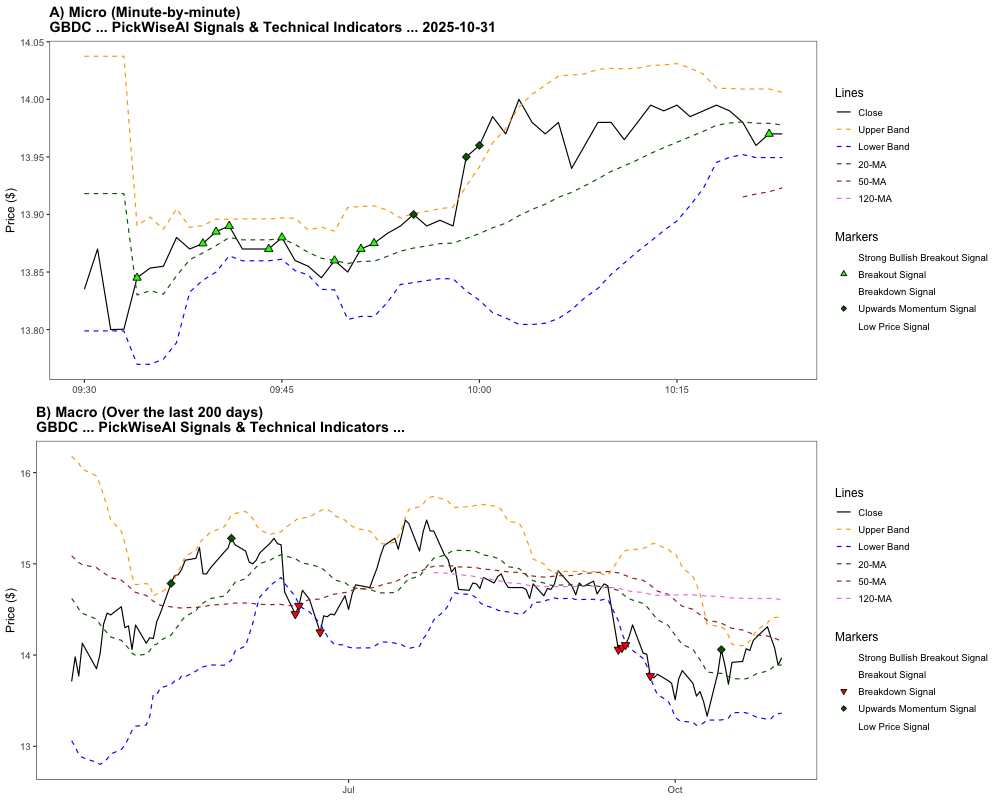 A) Micro (Minute-by-minute)
GBDC ... PickWiseAI Signals & Technical Indicators ... 2025-10-31
14.05
14.00
13.95
13.90
13.85
13.80
Price ($)
09:30
09:45
10:00
10:15
Lines
Close
Upper Band
Lower Band
20-MA
50-MA
120-MA
Markers
Strong Bullish Breakout Signal
Breakout Signal
Breakdown Signal
Upwards Momentum Signal
Low Price Signal
B) Macro (Over the last 200 days)
GBDC ... PickWiseAI Signals & Technical Indicators ...
16
15
14
13
Price ($)
Jul
Oct
Lines
Close
Upper Band
Lower Band
20-MA
50-MA
120-MA
Markers
Strong Bullish Breakout Signal
Breakout Signal
Breakdown Signal
Upwards Momentum Signal
Low Price Signal